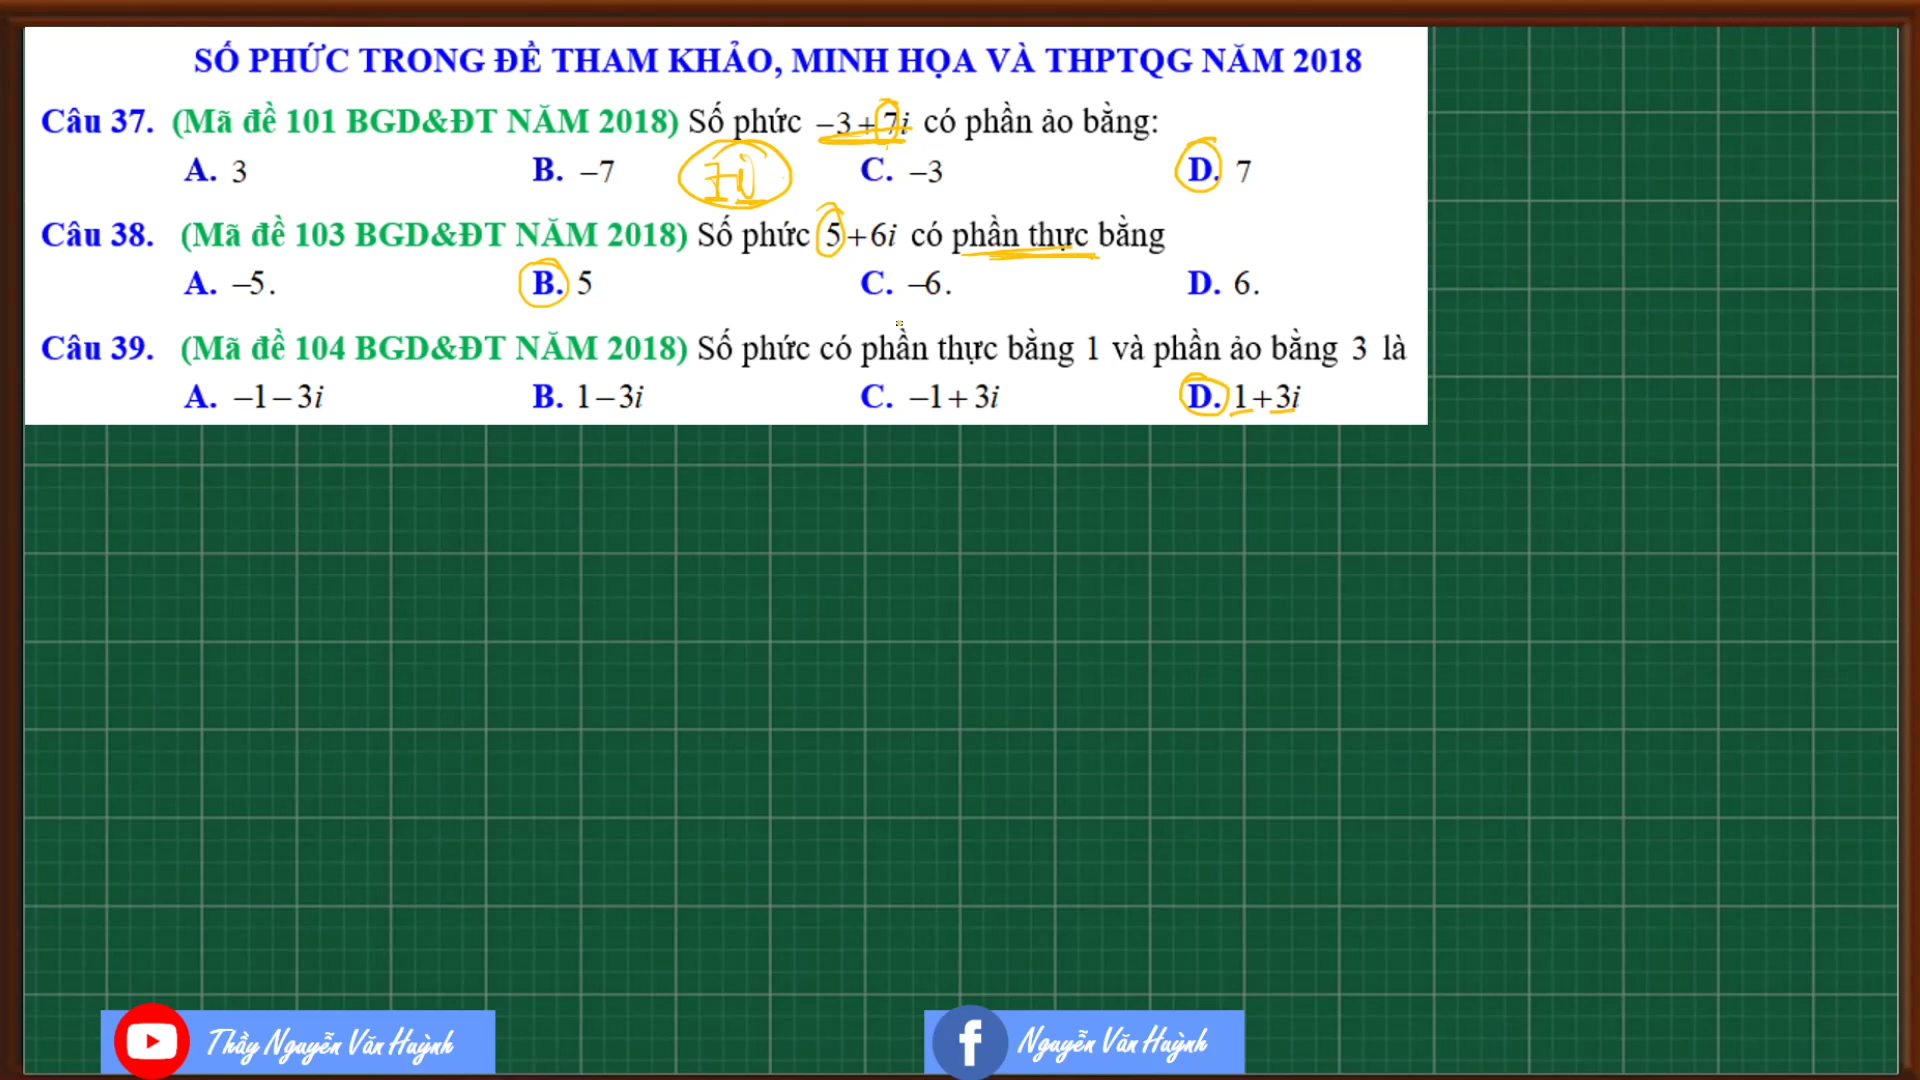 SỐ PHỨC TRONG ĐỀ THAM KHẢO, MINH HỌA VÀ THPTQG NĂM 2018
Câu 37. (Mã đề 101 BGD&ĐT NĂM 2018) Số phức −3+7i có phần ảo bằng:
A. 3 B. −7 C. −3 D. 7
Câu 38. (Mã đề 103 BGD&ĐT NĂM 2018) Số phức 5+6i có phần thực bằng
A. −5. B. 5 C. −6. D. 6.
Câu 39. (Mã đề 104 BGD&ĐT NĂM 2018) Số phức có phần thực bằng 1 và phần ảo bằng 3 là
A. −1−3i B. 1−3i C. −1+3i D. 1+3i
Thầy Nguyễn Văn Huỳnh
Nguyễn Văn Huỳnh